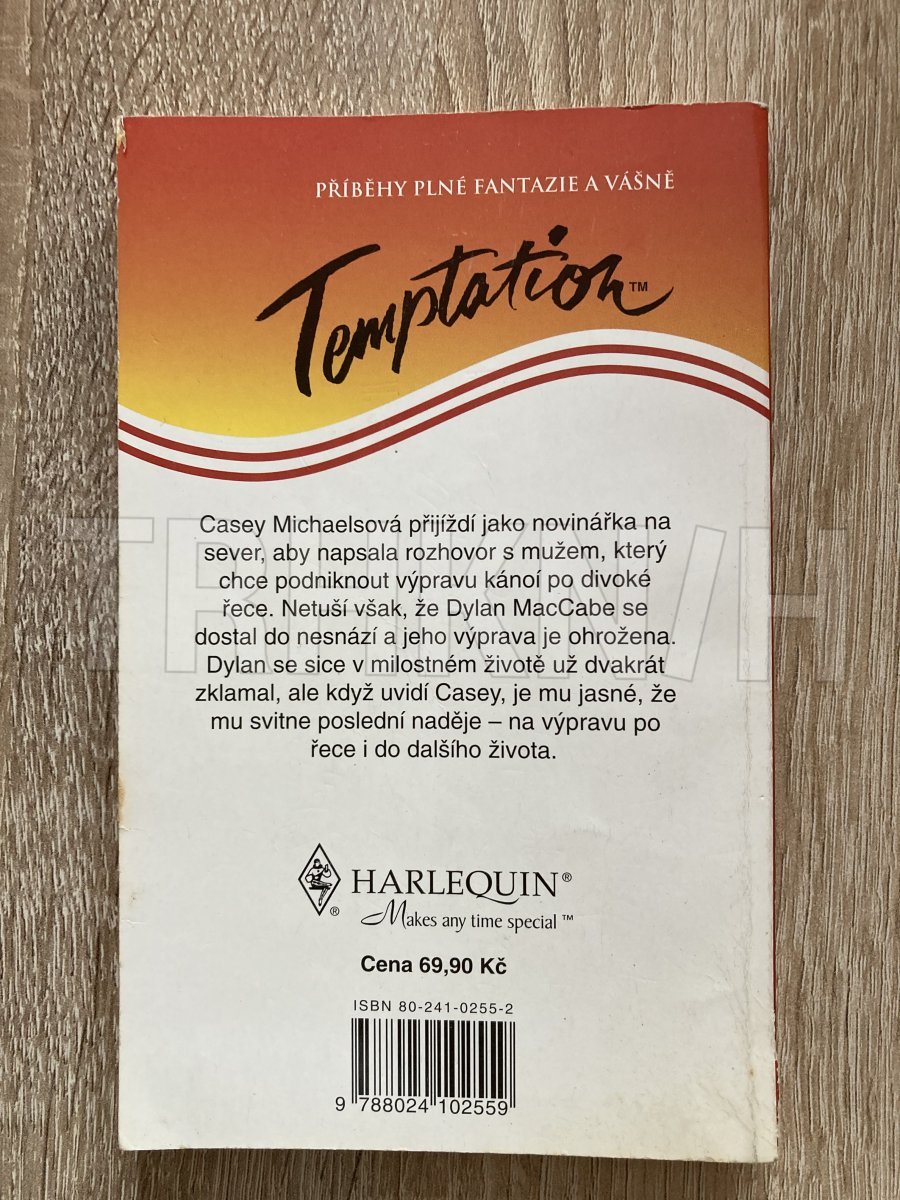 PŘÍBĚHY PLNÉ FANTAZIE A VÁŠNĚ
Temptation™
Casey Michaelsová přijíždí jako novinářka na
sever, aby napsala rozhovor s mužem, který
chce podniknout výpravu kánoí po divoké
řece. Netuší však, že Dylan MacCabe se
dostal do nesnází a jeho výprava je ohrožena.
Dylan se sice v milostném životě už dvakrát
zklamal, ale když uvidí Casey, je mu jasné, že
mu svitne poslední naděje – na výpravu po
řece i do dalšího života.
HARLEQUIN®
®
Makes any time special™
Cena 69,90 Kč
ISBN 80-241-0255-2
9 788024 102559